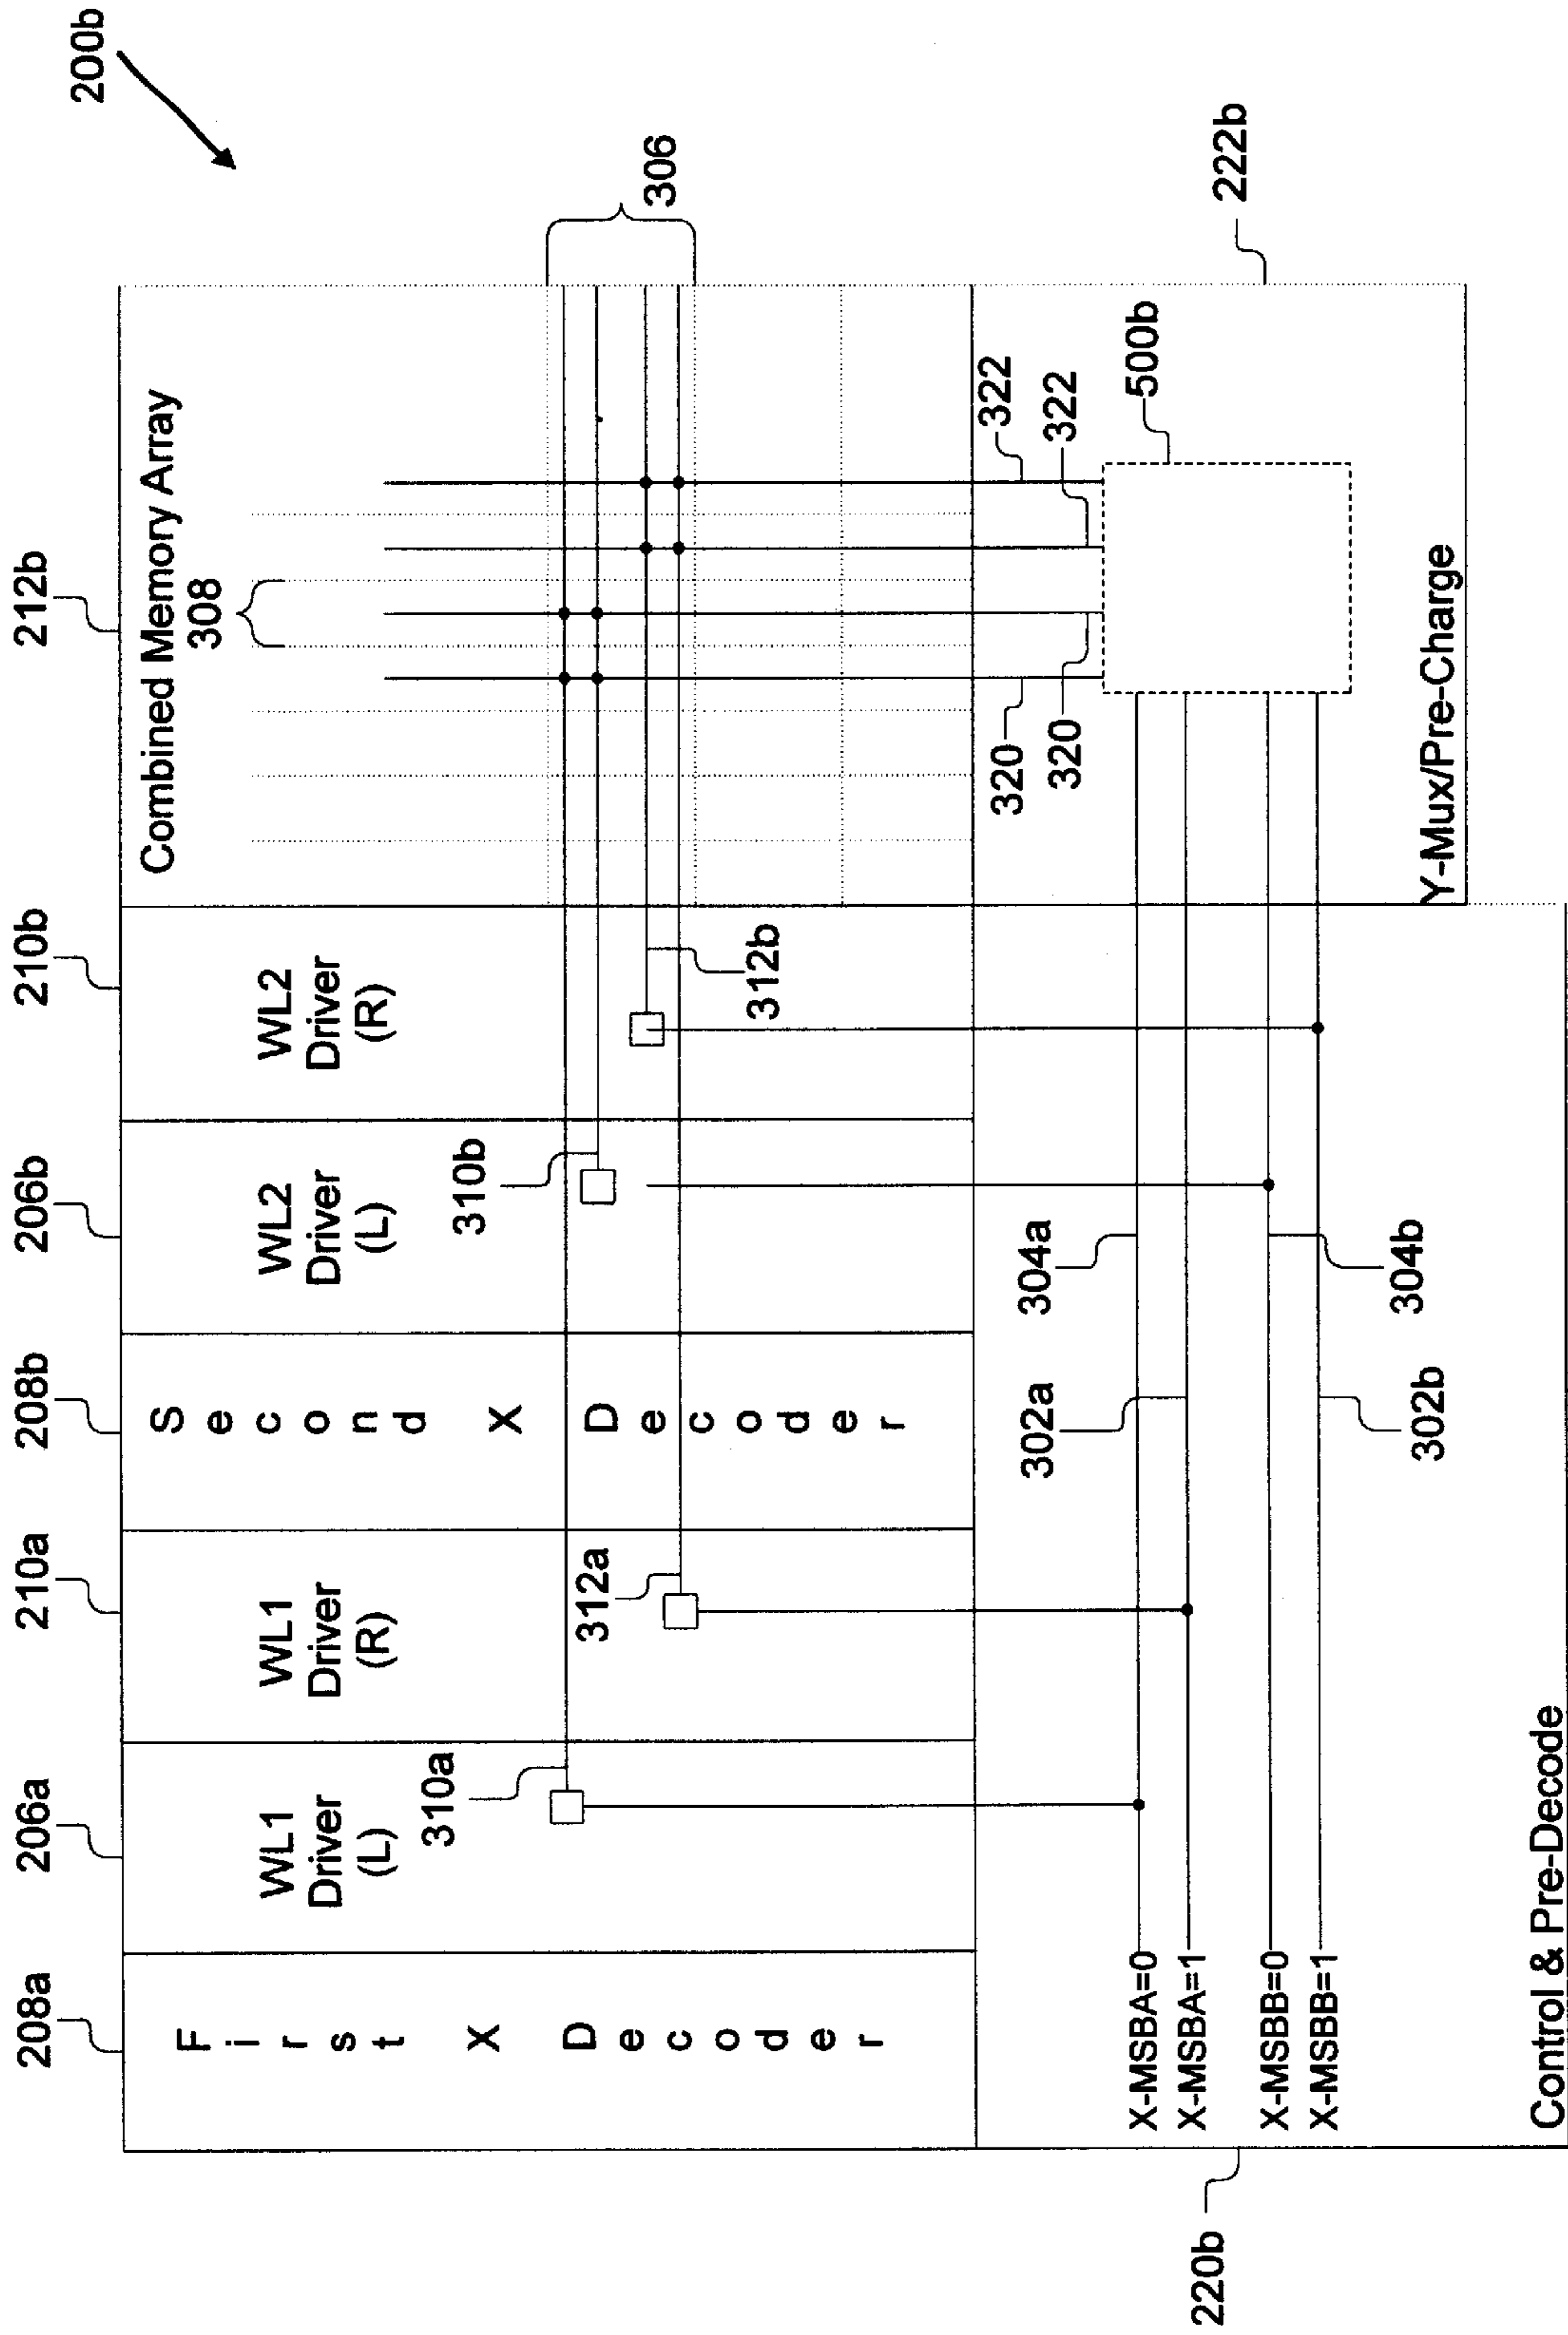 200b
208a
206a
210a
208b
206b
210b
212b
First X Decoder
WL1
Driver
(L)
WL1
Driver
(R)
Second X Decoder
WL2
Driver
(L)
WL2
Driver
(R)
Combined Memory Array
308
306
310a
312a
310b
312b
X-MSBA=0
X-MSBA=1
X-MSBB=0
X-MSBB=1
302a
304a
302b
304b
320
320
322
322
500b
222b
220b
Y-Mux/Pre-Charge
Control & Pre-Decode